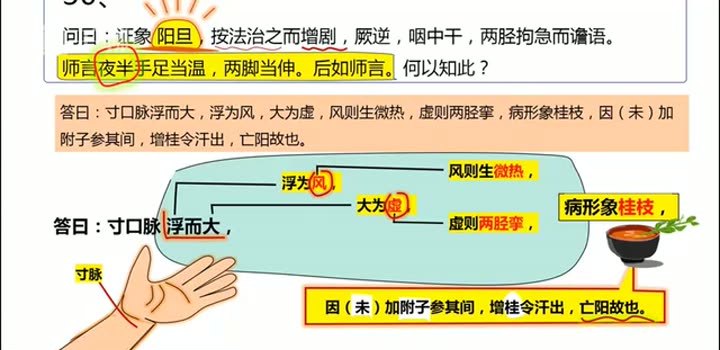 问曰：证象阳旦，按法治之而增剧，厥逆，咽中干，两胫拘急而谵语。
师言夜半手足当温，两脚当伸。后如师言。何以知此？
答曰：寸口脉浮而大，浮为风，大为虚，风则生微热，虚则两胫挛，病形象桂枝，因（未）加
附子参其间，增桂令汗出，亡阳故也。
风则生微热，
浮为风，
大为虚，
病形象桂枝，
答曰：寸口脉 浮而大，
虚则两胫挛，
寸脉
因（未）加附子参其间，增桂令汗出，亡阳故也。